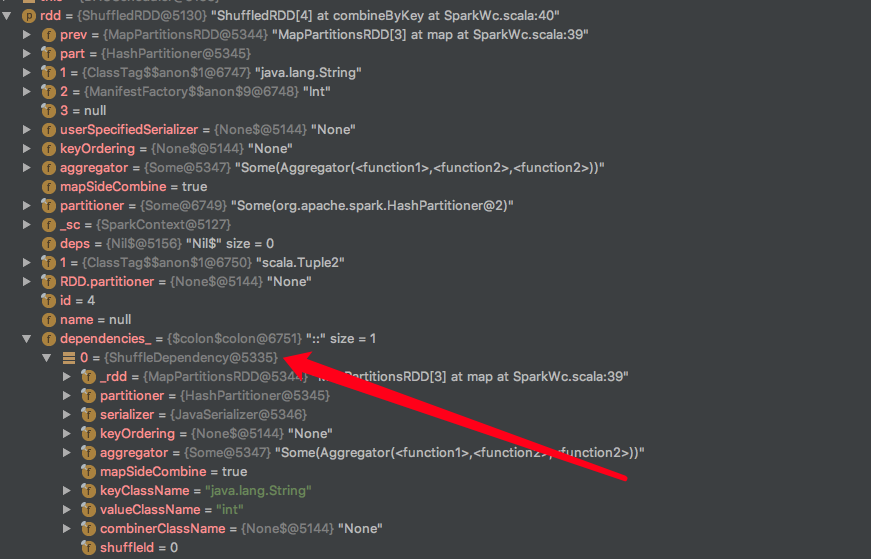 rdd = {ShuffledRDD@5130} "ShuffledRDD[4] at combineByKey at SparkWc.scala:40"
prev = {MapPartitionsRDD@5344} "MapPartitionsRDD[3] at map at SparkWc.scala:39"
part = {HashPartitioner@5345}
1 = {ClassTag$$anon$1@6747} "java.lang.String"
2 = {ManifestFactory$$anon$9@6748} "Int"
3 = null
userSpecifiedSerializer = {None$@5144} "None"
keyOrdering = {None$@5144} "None"
aggregator = {Some@5347} "Some(Aggregator(<function1>,<function2>,<function2>))"
mapSideCombine = true
partitioner = {Some@6749} "Some(org.apache.spark.HashPartitioner@2)"
_sc = {SparkContext@5127}
deps = {Nil$@5156} "Nil$" size = 0
1 = {ClassTag$$anon$1@6750} "scala.Tuple2"
RDD.partitioner = {None$@5144} "None"
id = 4
name = null
dependencies_ = {$colon$colon@6751} "::" size = 1
0 = {ShuffleDependency@5335}
_rdd = {MapPartitionsRDD@5344 PartitionsRDD[3] at map at SparkWc.scala:39"
partitioner = {HashPartitioner@5345}
serializer = {JavaSerializer@5346}
keyOrdering = {None$@5144} "None"
aggregator = {Some@5347} "Some(Aggregator(<function1>,<function2>,<function2>))"
mapSideCombine = true
keyClassName = "java.lang.String"
valueClassName = "int"
combinerClassName = {None$@5144} "None"
shuffleId = 0